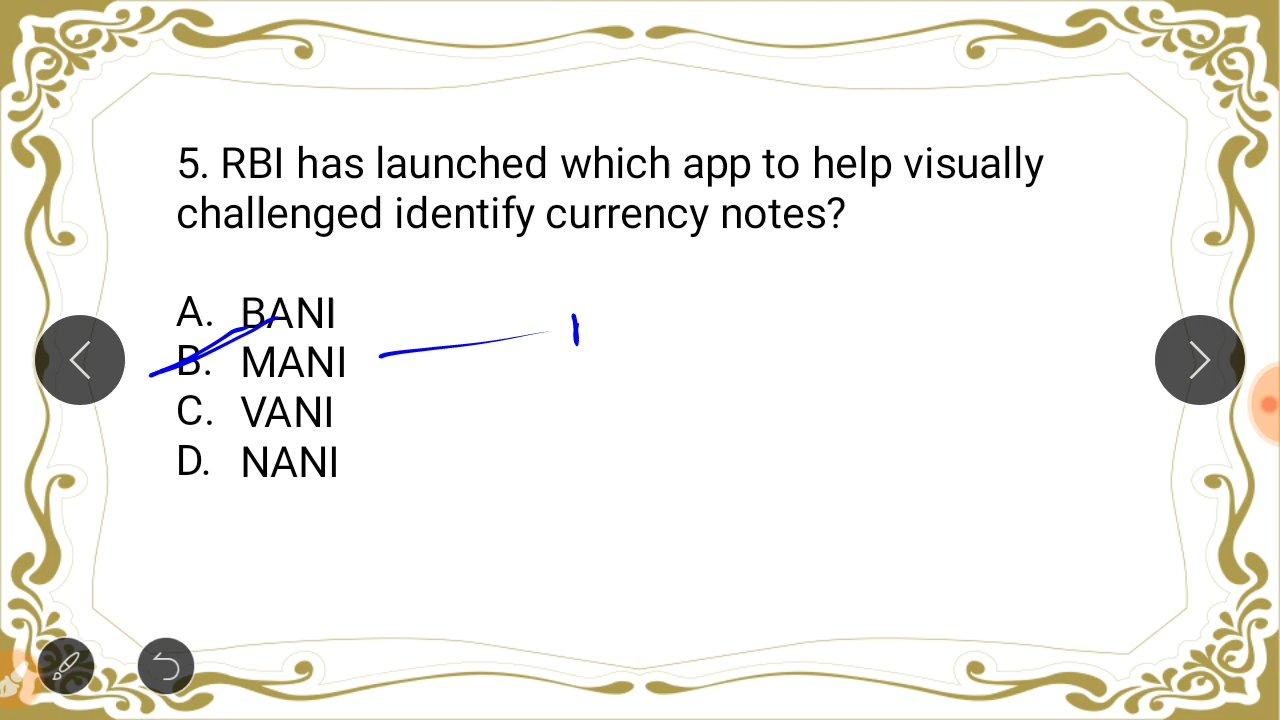 5. RBI has launched which app to help visually
challenged identify currency notes?
A. BANI
B. MANI
C. VANI
D. NANI